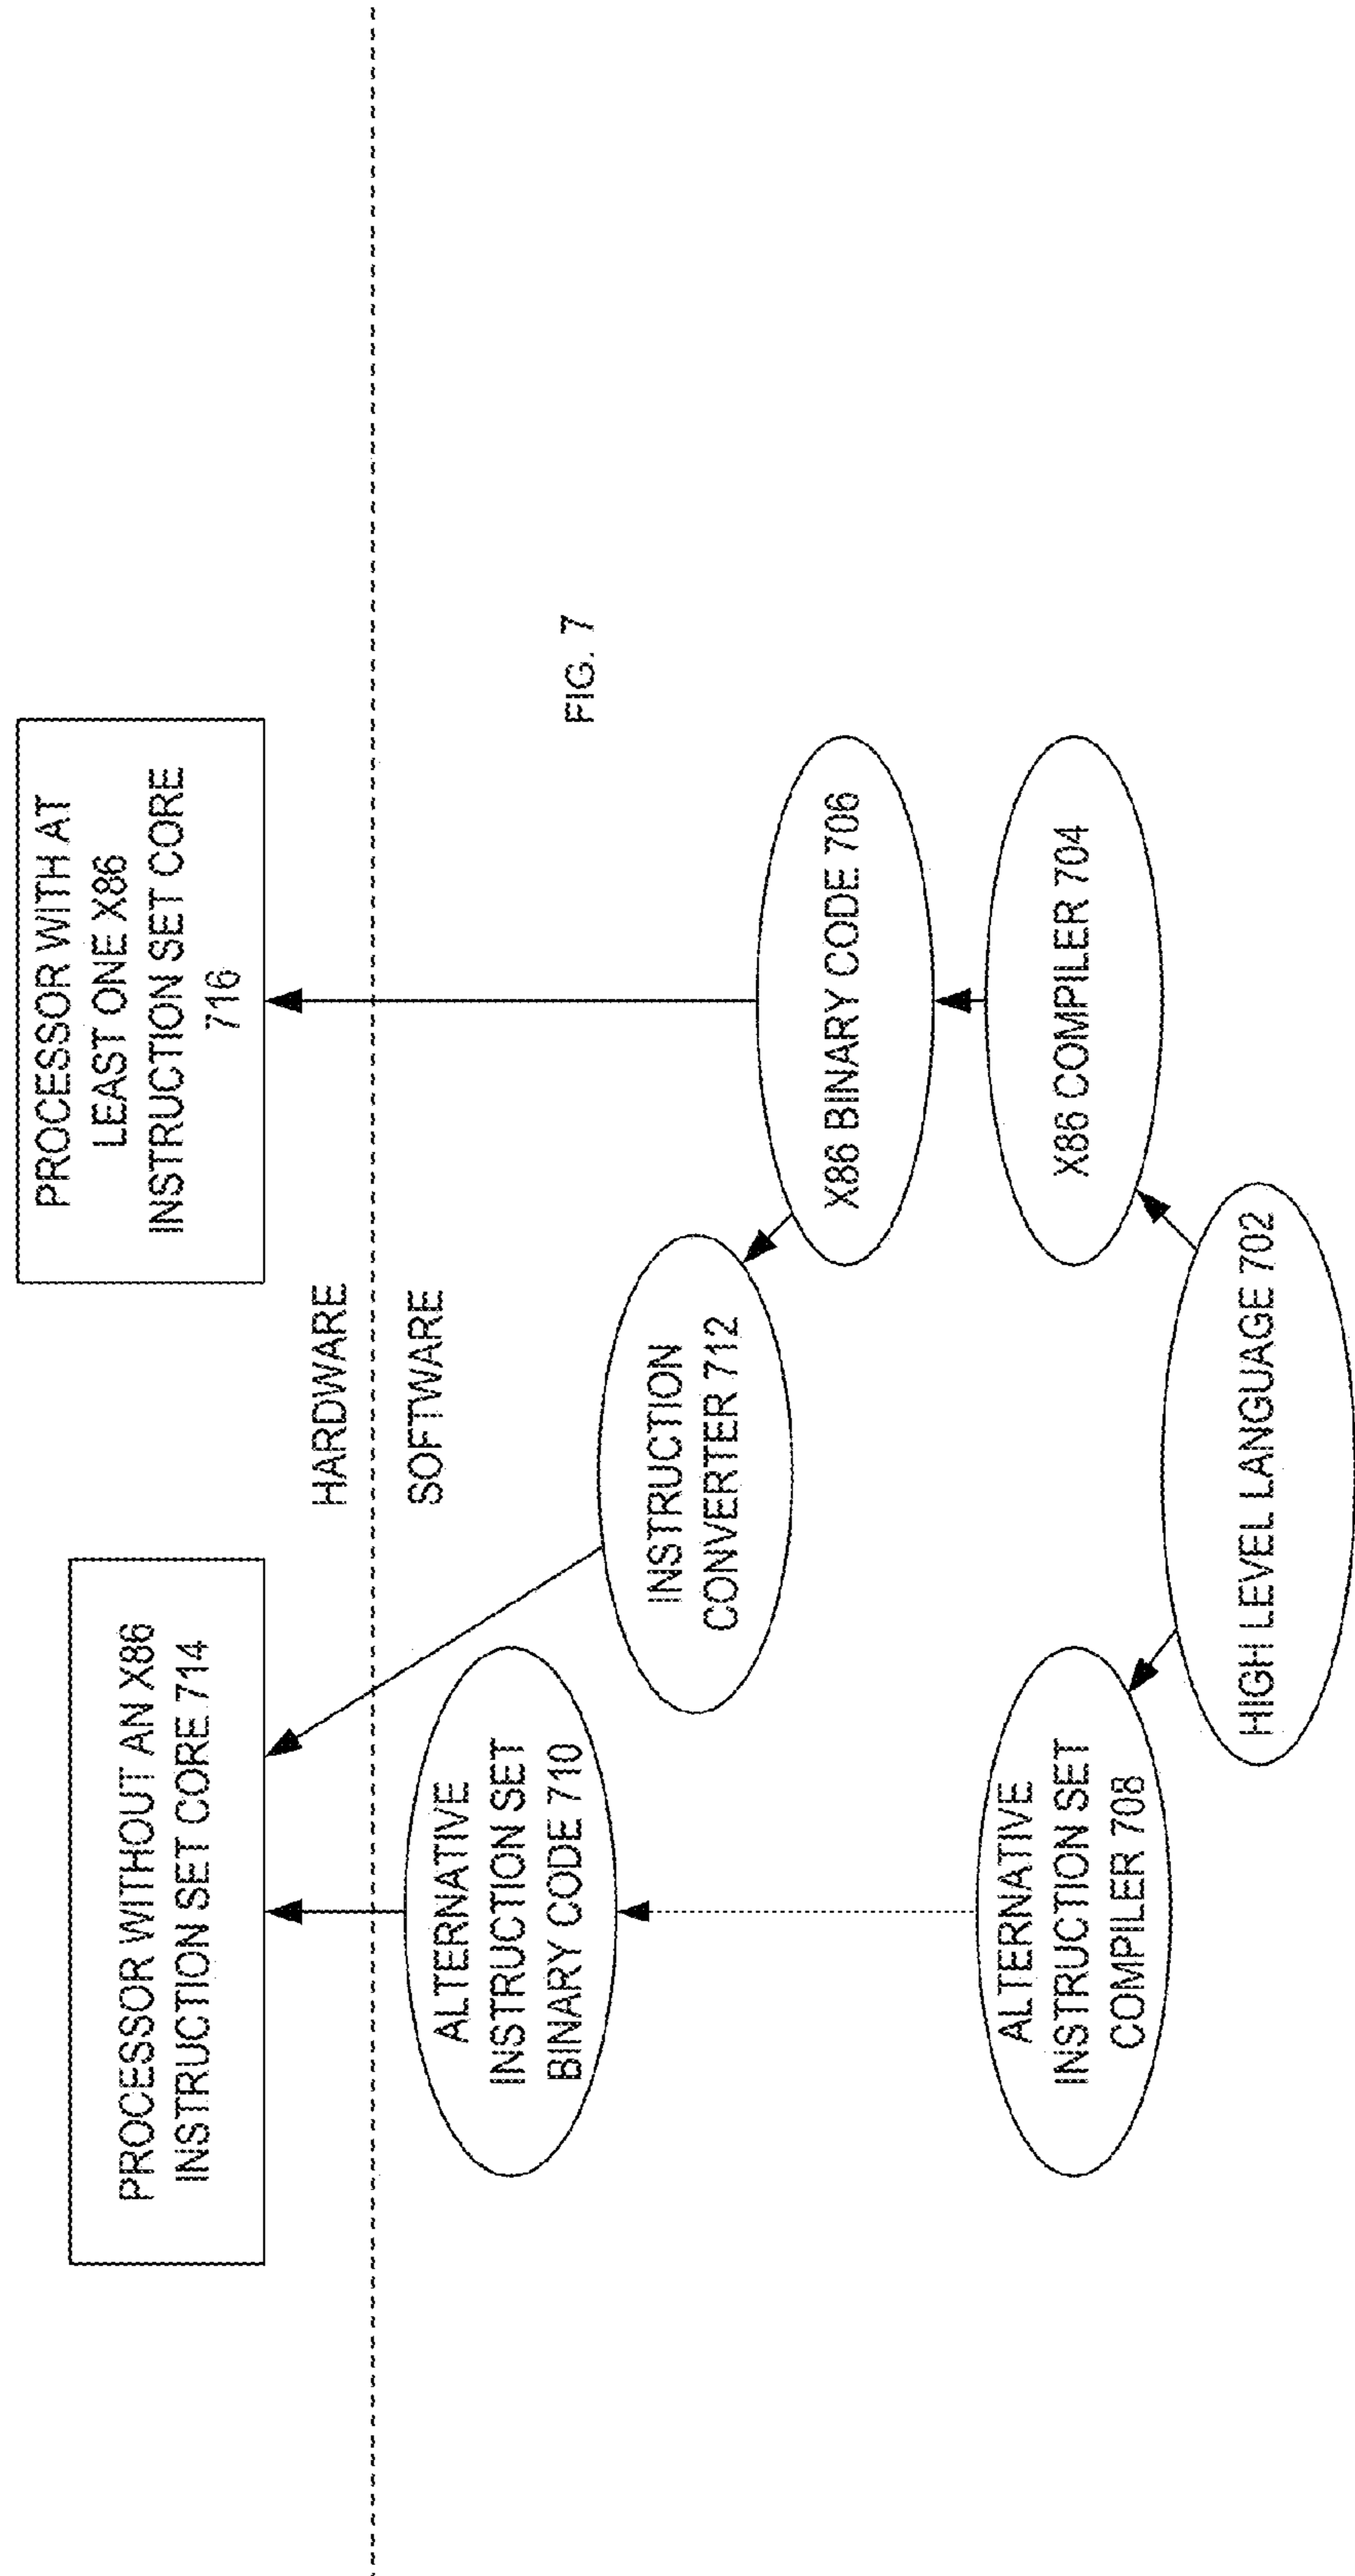 PROCESSOR WITHOUT AN X86
INSTRUCTION SET CORE 714
PROCESSOR WITH AT
LEAST ONE X86
INSTRUCTION SET CORE
716
HARDWARE
SOFTWARE
ALTERNATIVE
INSTRUCTION SET
BINARY CODE 710
INSTRUCTION
CONVERTER 712
FIG. 7
X86 BINARY CODE 706
ALTERNATIVE
INSTRUCTION SET
COMPILER 708
X86 COMPILER 704
HIGH LEVEL LANGUAGE 702